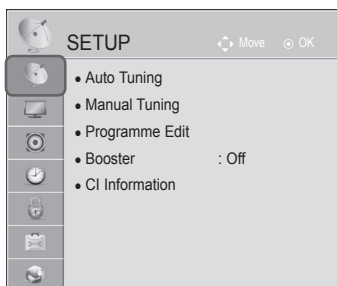 SETUP
Move OK
• Auto Tuning
• Manual Tuning
• Programme Edit
• Booster : Off
• CI Information